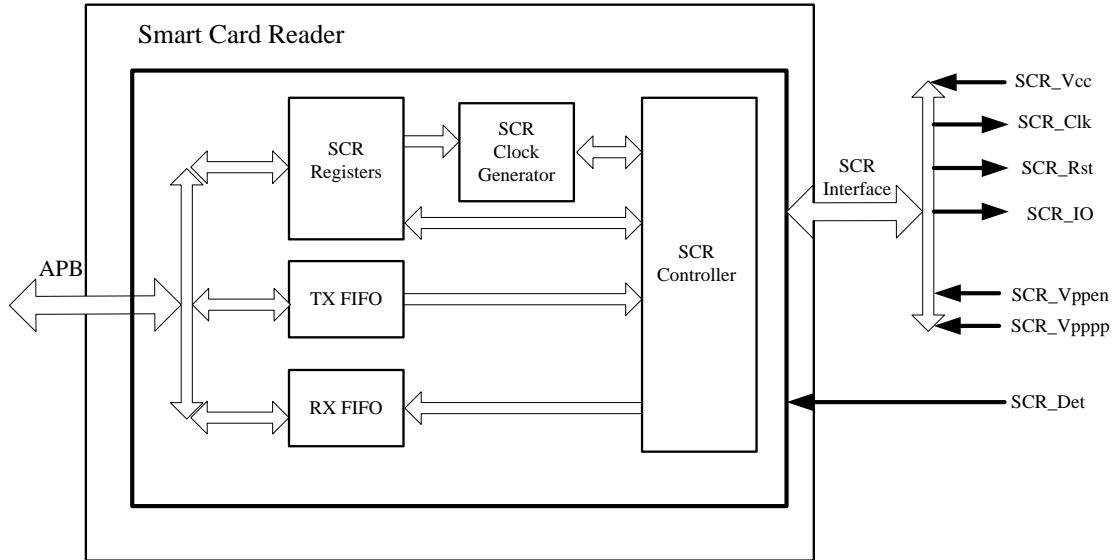 Smart Card Reader
SCR
Registers
SCR
Clock
Generator
SCR
Controller
TX FIFO
RX FIFO
APB
SCR
Interface
SCR_Vcc
SCR_Clk
SCR_Rst
SCR_IO
SCR_Vppen
SCR_Vpppp
SCR_Det